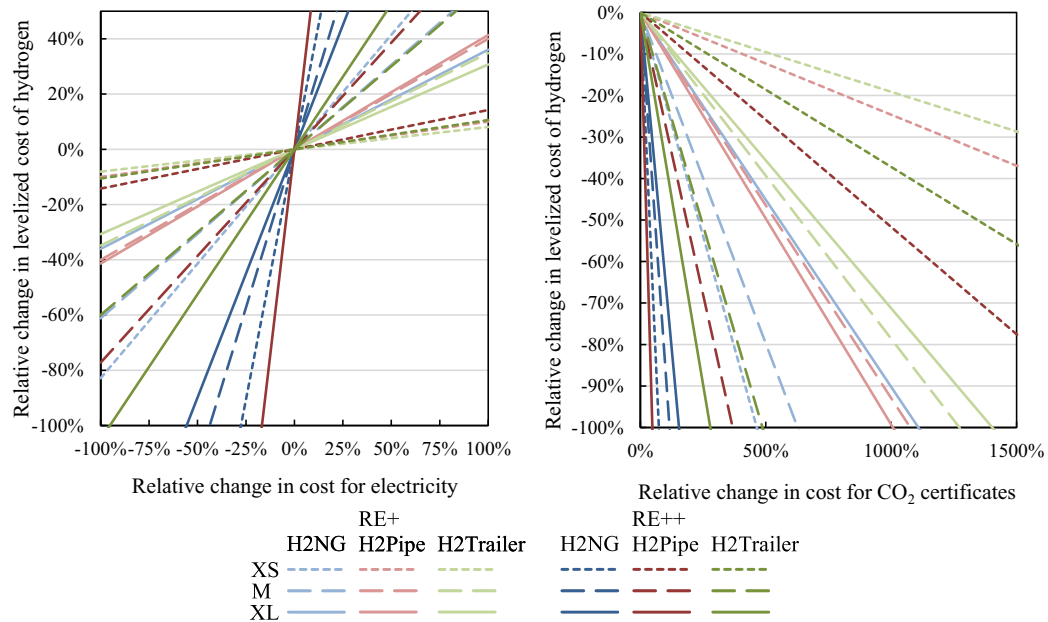 40%
20%
0%
-20%
-40%
-60%
-80%
-100%
Relative change in levelized cost of hydrogen
-100%
-75%
-50%
-25%
0%
25%
50%
75%
100%
Relative change in cost for electricity
0%
-10%
-20%
-30%
-40%
-50%
-60%
-70%
-80%
-90%
-100%
Relative change in levelized cost of hydrogen
0%
500%
1000%
1500%
Relative change in cost for CO₂ certificates
RE+
RE++
H2NG H2Pipe H2Trailer
H2NG H2Pipe H2Trailer
XS
M
XL